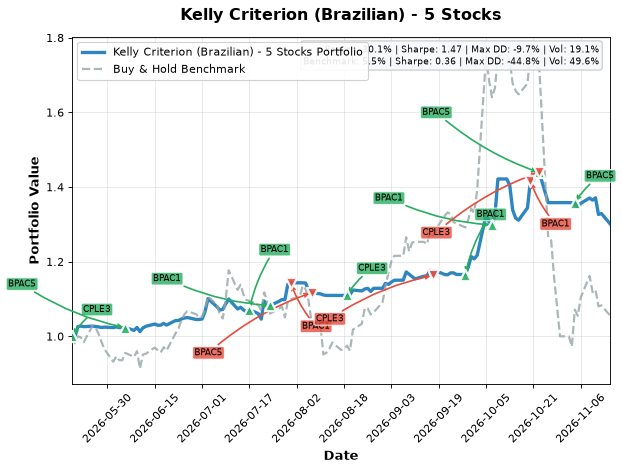 Kelly Criterion (Brazilian) - 5 Stocks
Kelly Criterion (Brazilian) - 5 Stocks Portfolio
Buy & Hold Benchmark
0.1% | Sharpe: 1.47 | Max DD: -9.7% | Vol: 19.1%
Benchmark: 5.5% | Sharpe: 0.36 | Max DD: -44.8% | Vol: 49.6%
Portfolio Value
1.8
1.6
1.4
1.2
1.0
BPAC5
BPAC5
BPAC1
BPAC1
CPLE3
BPAC1
BPAC1
BPAC1
CPLE3
BPAC5
CPLE3
CPLE3
BPAC1
BPAC5
2026-05-30
2026-06-15
2026-07-01
2026-07-17
2026-08-02
2026-08-18
2026-09-03
2026-09-19
2026-10-05
2026-10-21
2026-11-06
Date